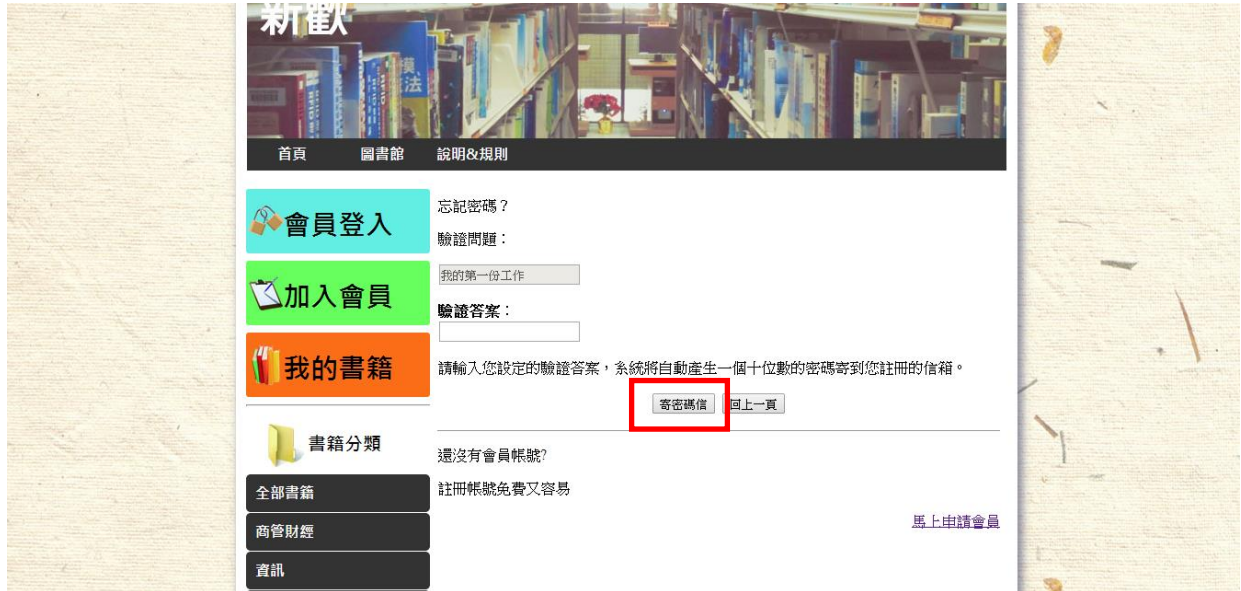 新歡
首頁 圖書館 說明&規則
會員登入
加入會員
我的書籍
書籍分類
全部書籍
商管財經
資訊
忘記密碼？
驗證問題：
我的第一份工作
驗證答案：
請輸入您設定的驗證答案，系統將自動產生一個十位數的密碼寄到您註冊的信箱。
寄密碼信 回上一頁
還沒有會員帳號?
註冊帳號免費又容易
馬上申請會員